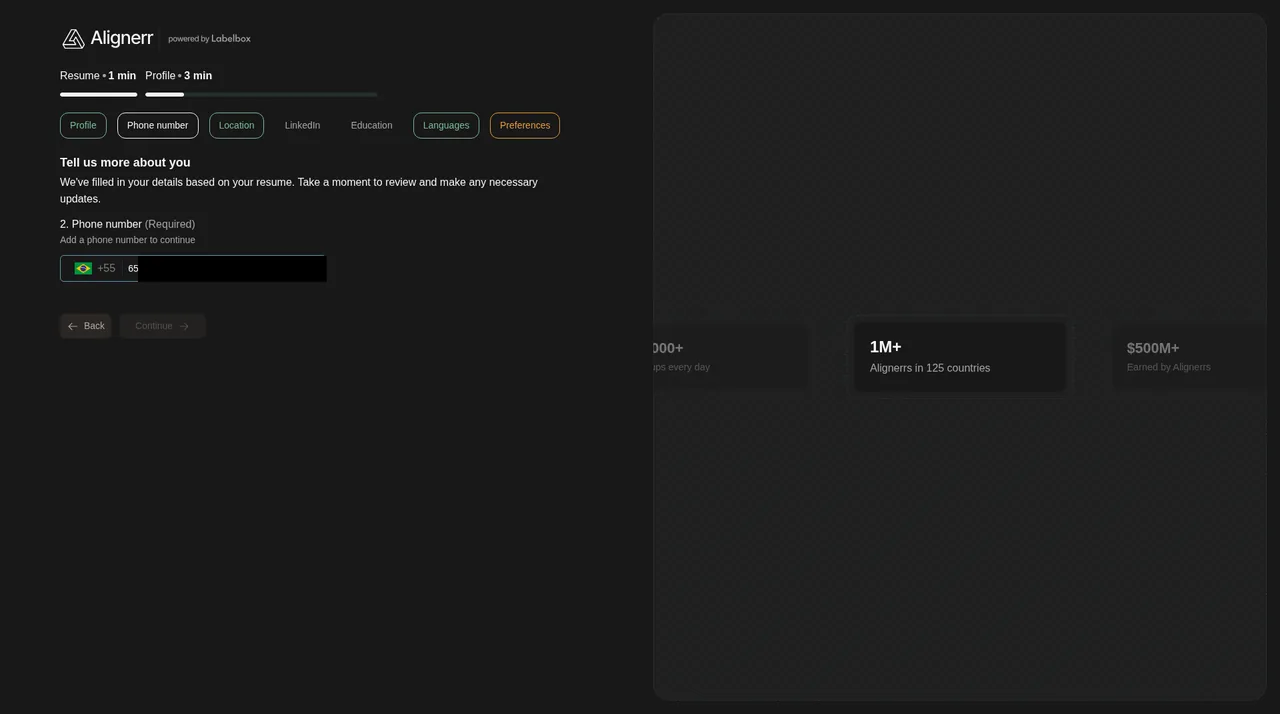 Alignerr powered by Labelbox
Resume • 1 min Profile • 3 min
Profile Phone number Location LinkedIn Education Languages Preferences
Tell us more about you
We've filled in your details based on your resume. Take a moment to review and make any necessary
updates.
2. Phone number (Required)
Add a phone number to continue
+55 65
Back Continue
000+
ups every day
1M+
Alignerrs in 125 countries
$500M+
Earned by Alignerrs